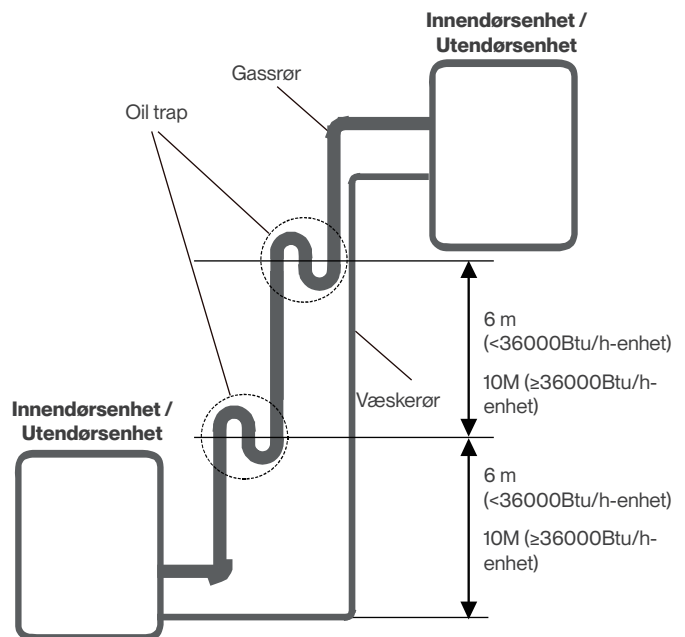 Innendørsenhet /
Utendørsenhet
Gassrør
Oil trap
6 m
(<36000Btu/h-enhet)
10M (≥36000Btu/h-
enhet)
Væskerør
Innendørsenhet /
Utendørsenhet
6 m
(<36000Btu/h-enhet)
10M (≥36000Btu/h-
enhet)